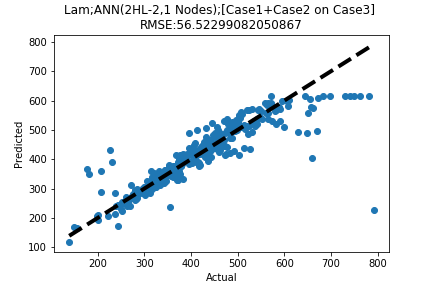 Lam;ANN(2HL-2,1 Nodes);[Case1+Case2 on Case3]
RMSE:56.52299082050867
800
700
600
500
400
300
200
100
Predicted
200 300 400 500 600 700 800
Actual